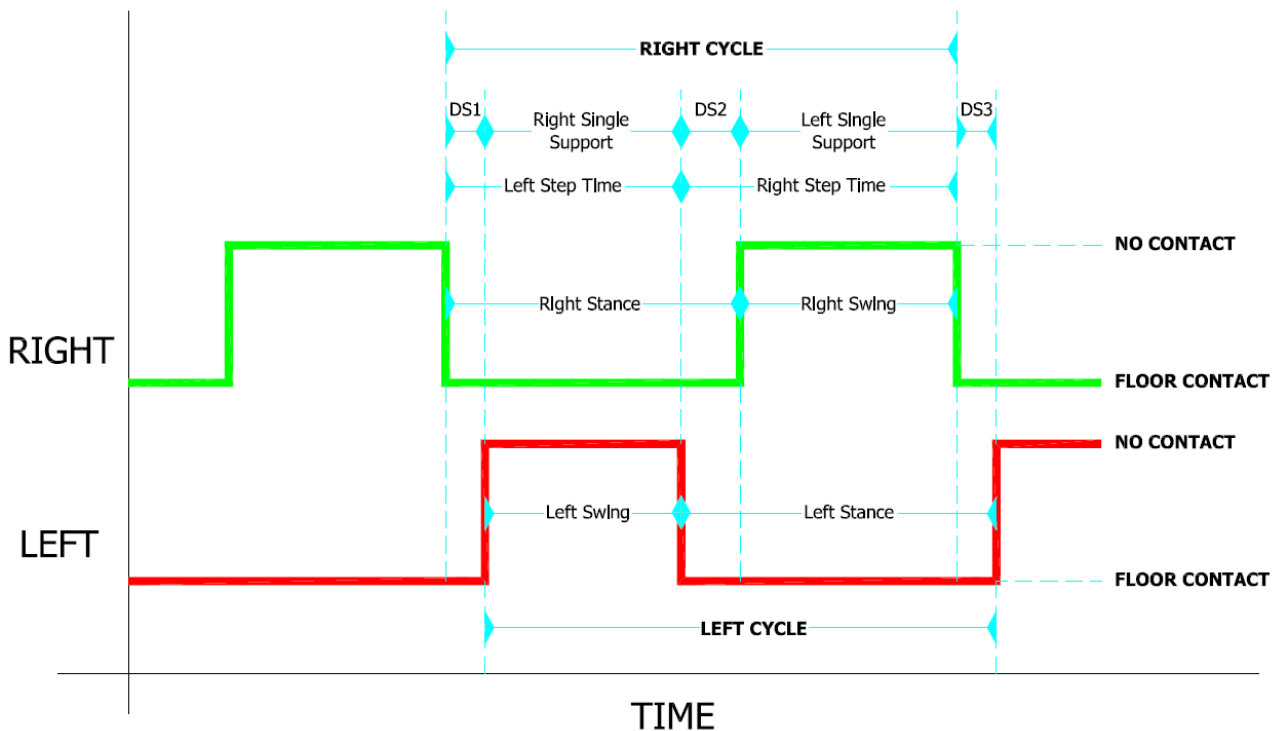 RIGHT CYCLE
DS1
Right Single
Support
DS2
Left Single
Support
DS3
Left Step Time
Right Step Time
NO CONTACT
Right Stance
Right Swing
RIGHT
FLOOR CONTACT
NO CONTACT
Left Swing
Left Stance
LEFT
FLOOR CONTACT
LEFT CYCLE
TIME